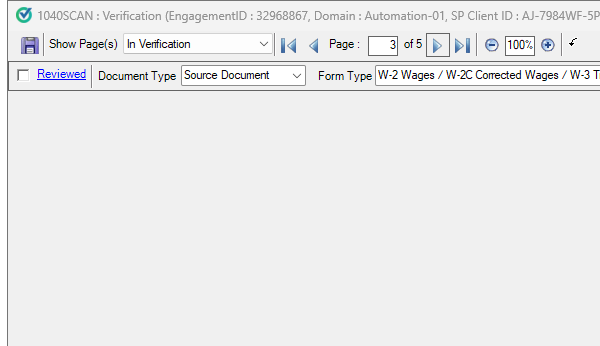 1040SCAN : Verification (EngagementID : 32968867, Domain : Automation-01, SP Client ID : AJ-7984WF-5P
Show Page(s) In Verification Page : 3 of 5 100%
Reviewed Document Type Source Document Form Type W-2 Wages / W-2C Corrected Wages / W-3 T